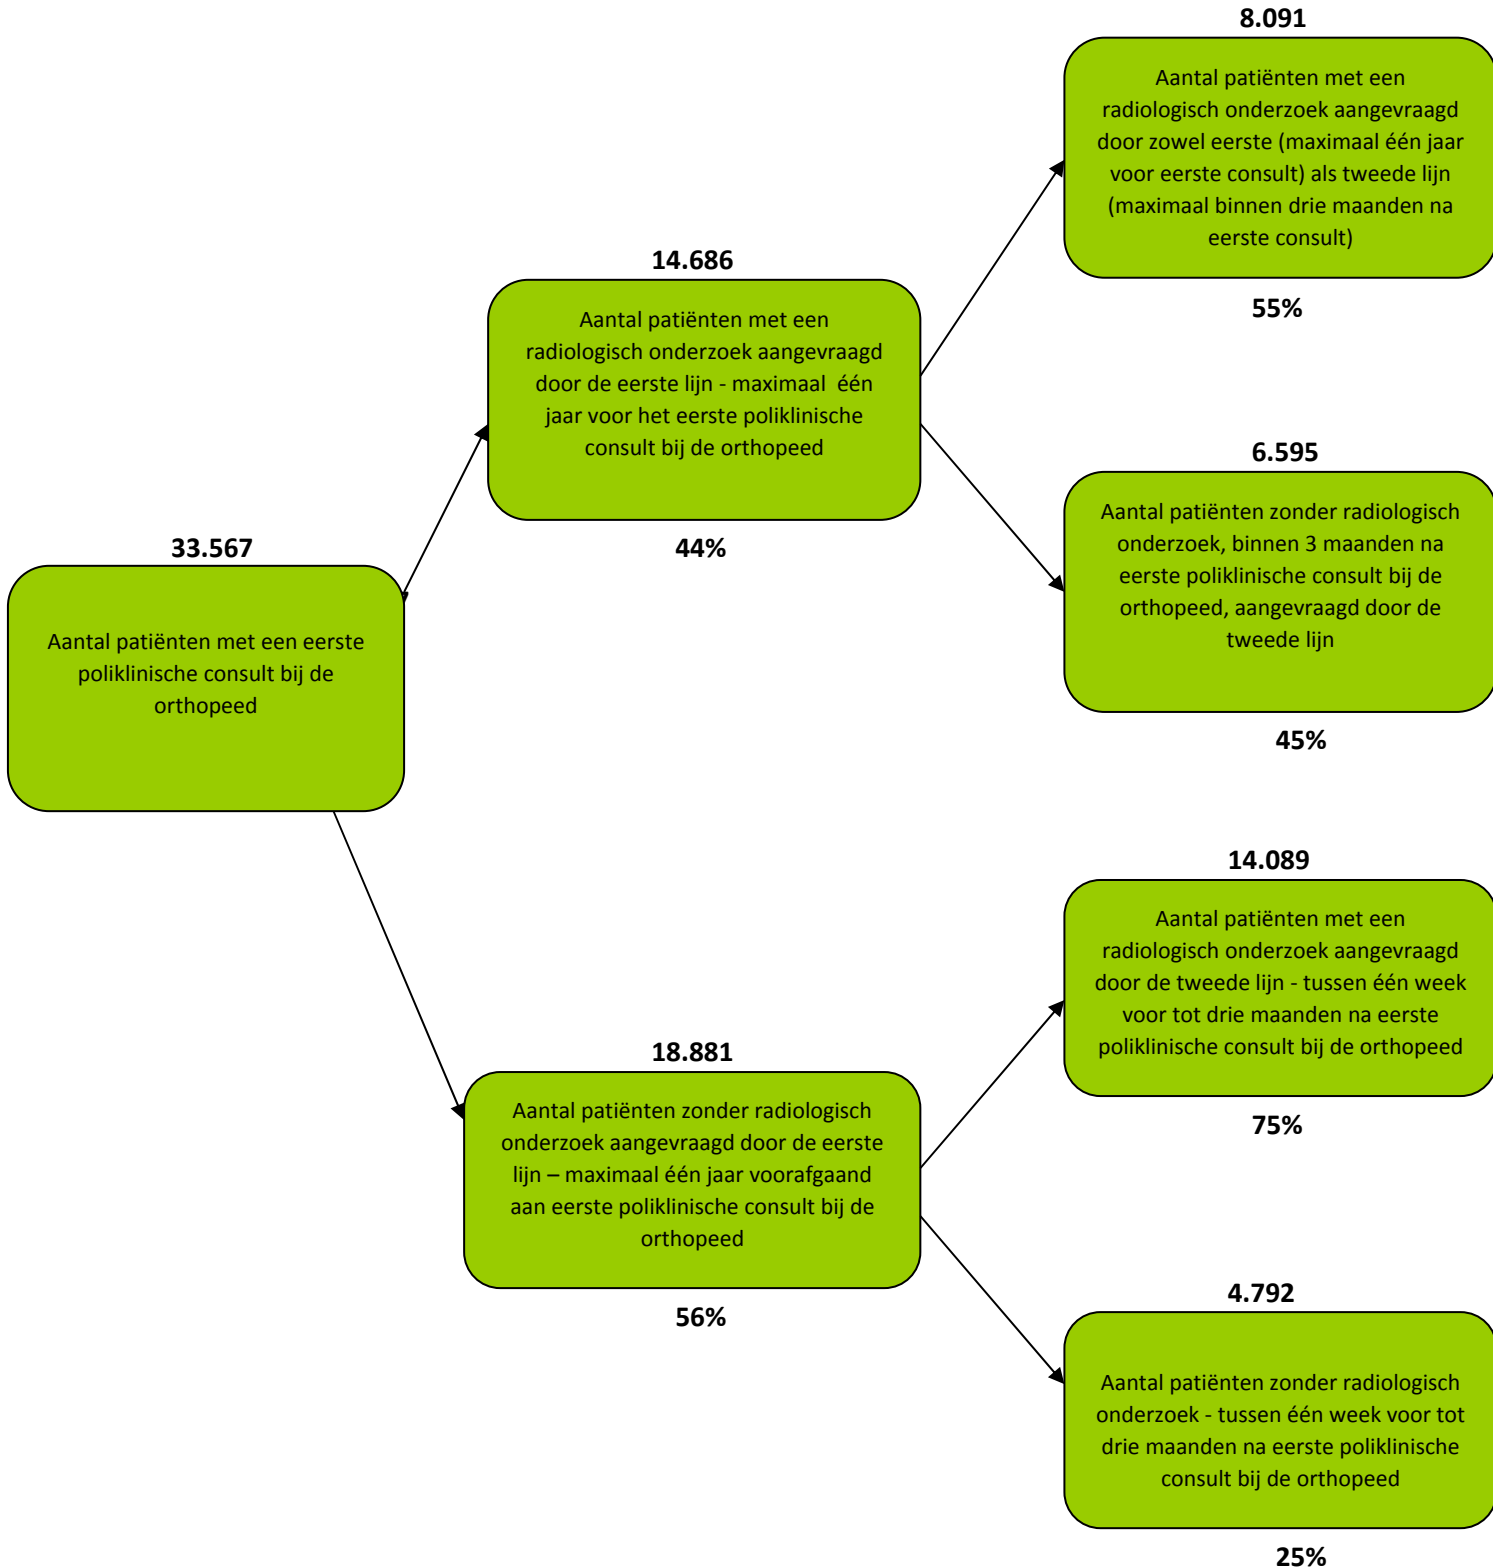 33.567
Aantal patiënten met een eerste
poliklinische consult bij de
orthopeed
14.686
Aantal patiënten met een
radiologisch onderzoek aangevraagd
door de eerste lijn - maximaal één
jaar voor het eerste poliklinische
consult bij de orthopeed
44%
18.881
Aantal patiënten zonder radiologisch
onderzoek aangevraagd door de eerste
lijn – maximaal één jaar voorafgaand
aan eerste poliklinische consult bij de
orthopeed
56%
8.091
Aantal patiënten met een
radiologisch onderzoek aangevraagd
door zowel eerste (maximaal één jaar
voor eerste consult) als tweede lijn
(maximaal binnen drie maanden na
eerste consult)
55%
6.595
Aantal patiënten zonder radiologisch
onderzoek, binnen 3 maanden na
eerste poliklinische consult bij de
orthopeed, aangevraagd door de
tweede lijn
45%
14.089
Aantal patiënten met een
radiologisch onderzoek aangevraagd
door de tweede lijn - tussen één week
voor tot drie maanden na eerste
poliklinische consult bij de orthopeed
75%
4.792
Aantal patiënten zonder radiologisch
onderzoek - tussen één week voor tot
drie maanden na eerste poliklinische
consult bij de orthopeed
25%